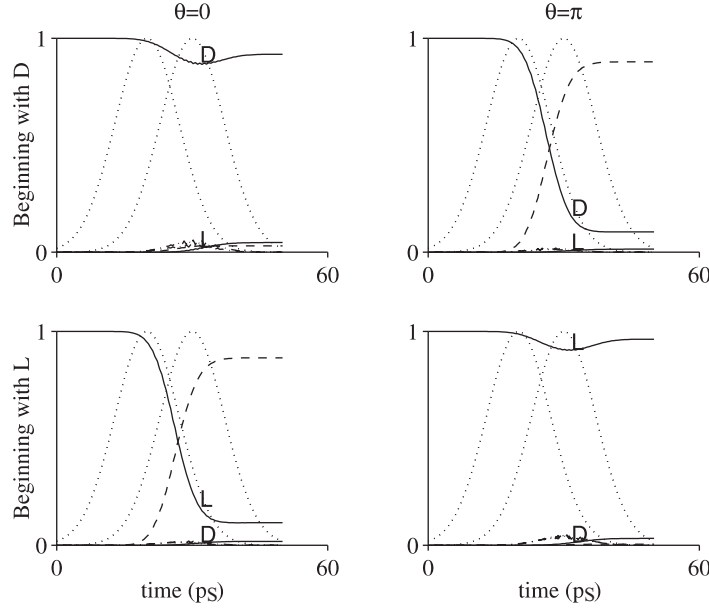 θ=0 θ=π
Beginning with D
1
D
L
0
0 60
1
D
L
0
0 60
Beginning with L
1
L
D
0
0 60
time (ps)
1
L
D
0
0 60
time (ps)